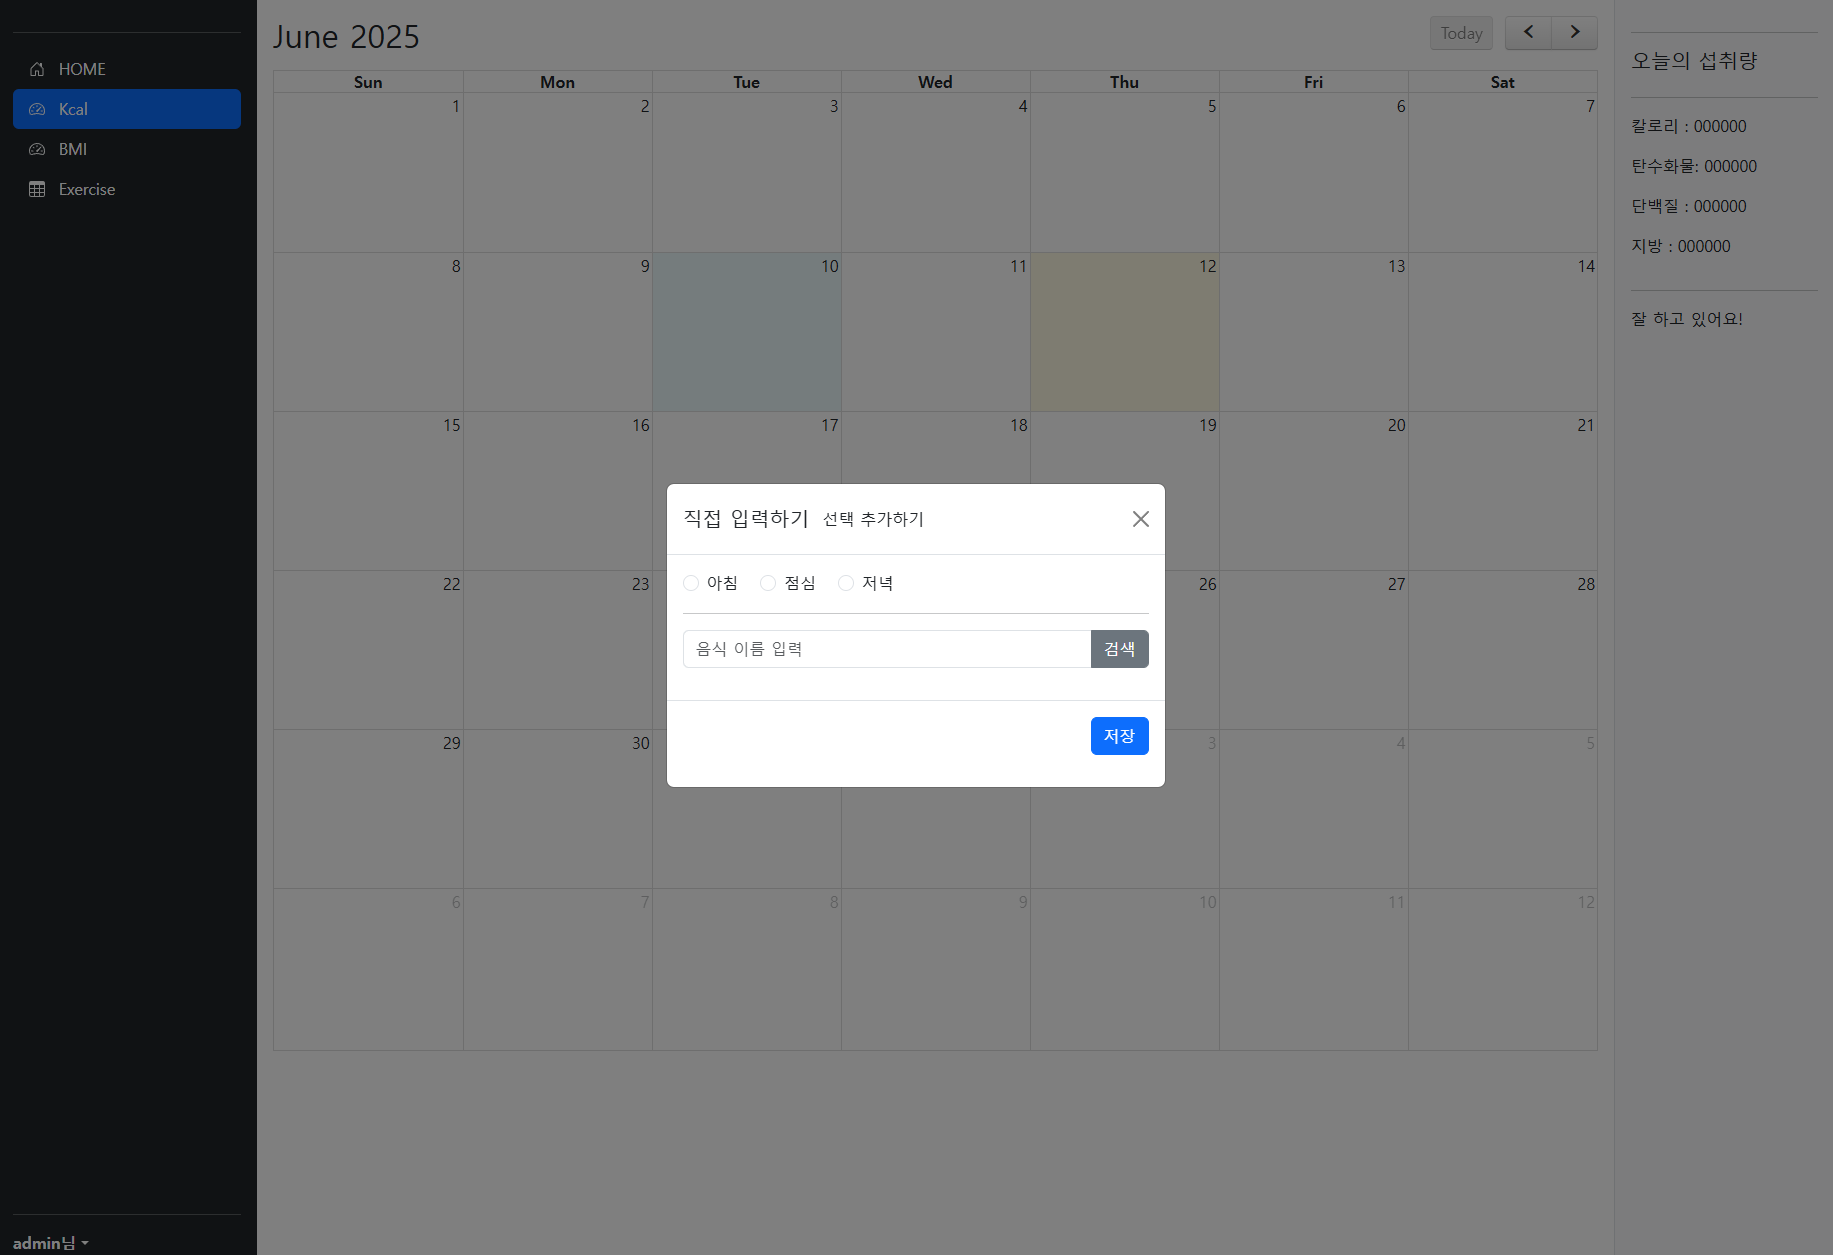 HOME
Kcal
BMI
Exercise
admin님
June 2025
Today
Sun Mon Tue Wed Thu Fri Sat
1 2 3 4 5 6 7
8 9 10 11 12 13 14
15 16 17 18 19 20 21
22 23 26 27 28
29 30 3 4 5
6 7 8 9 10 11 12
직접 입력하기 선택 추가하기
아침 점심 저녁
음식 이름 입력 검색
저장
오늘의 섭취량
칼로리 : 000000
탄수화물: 000000
단백질 : 000000
지방 : 000000
잘 하고 있어요!